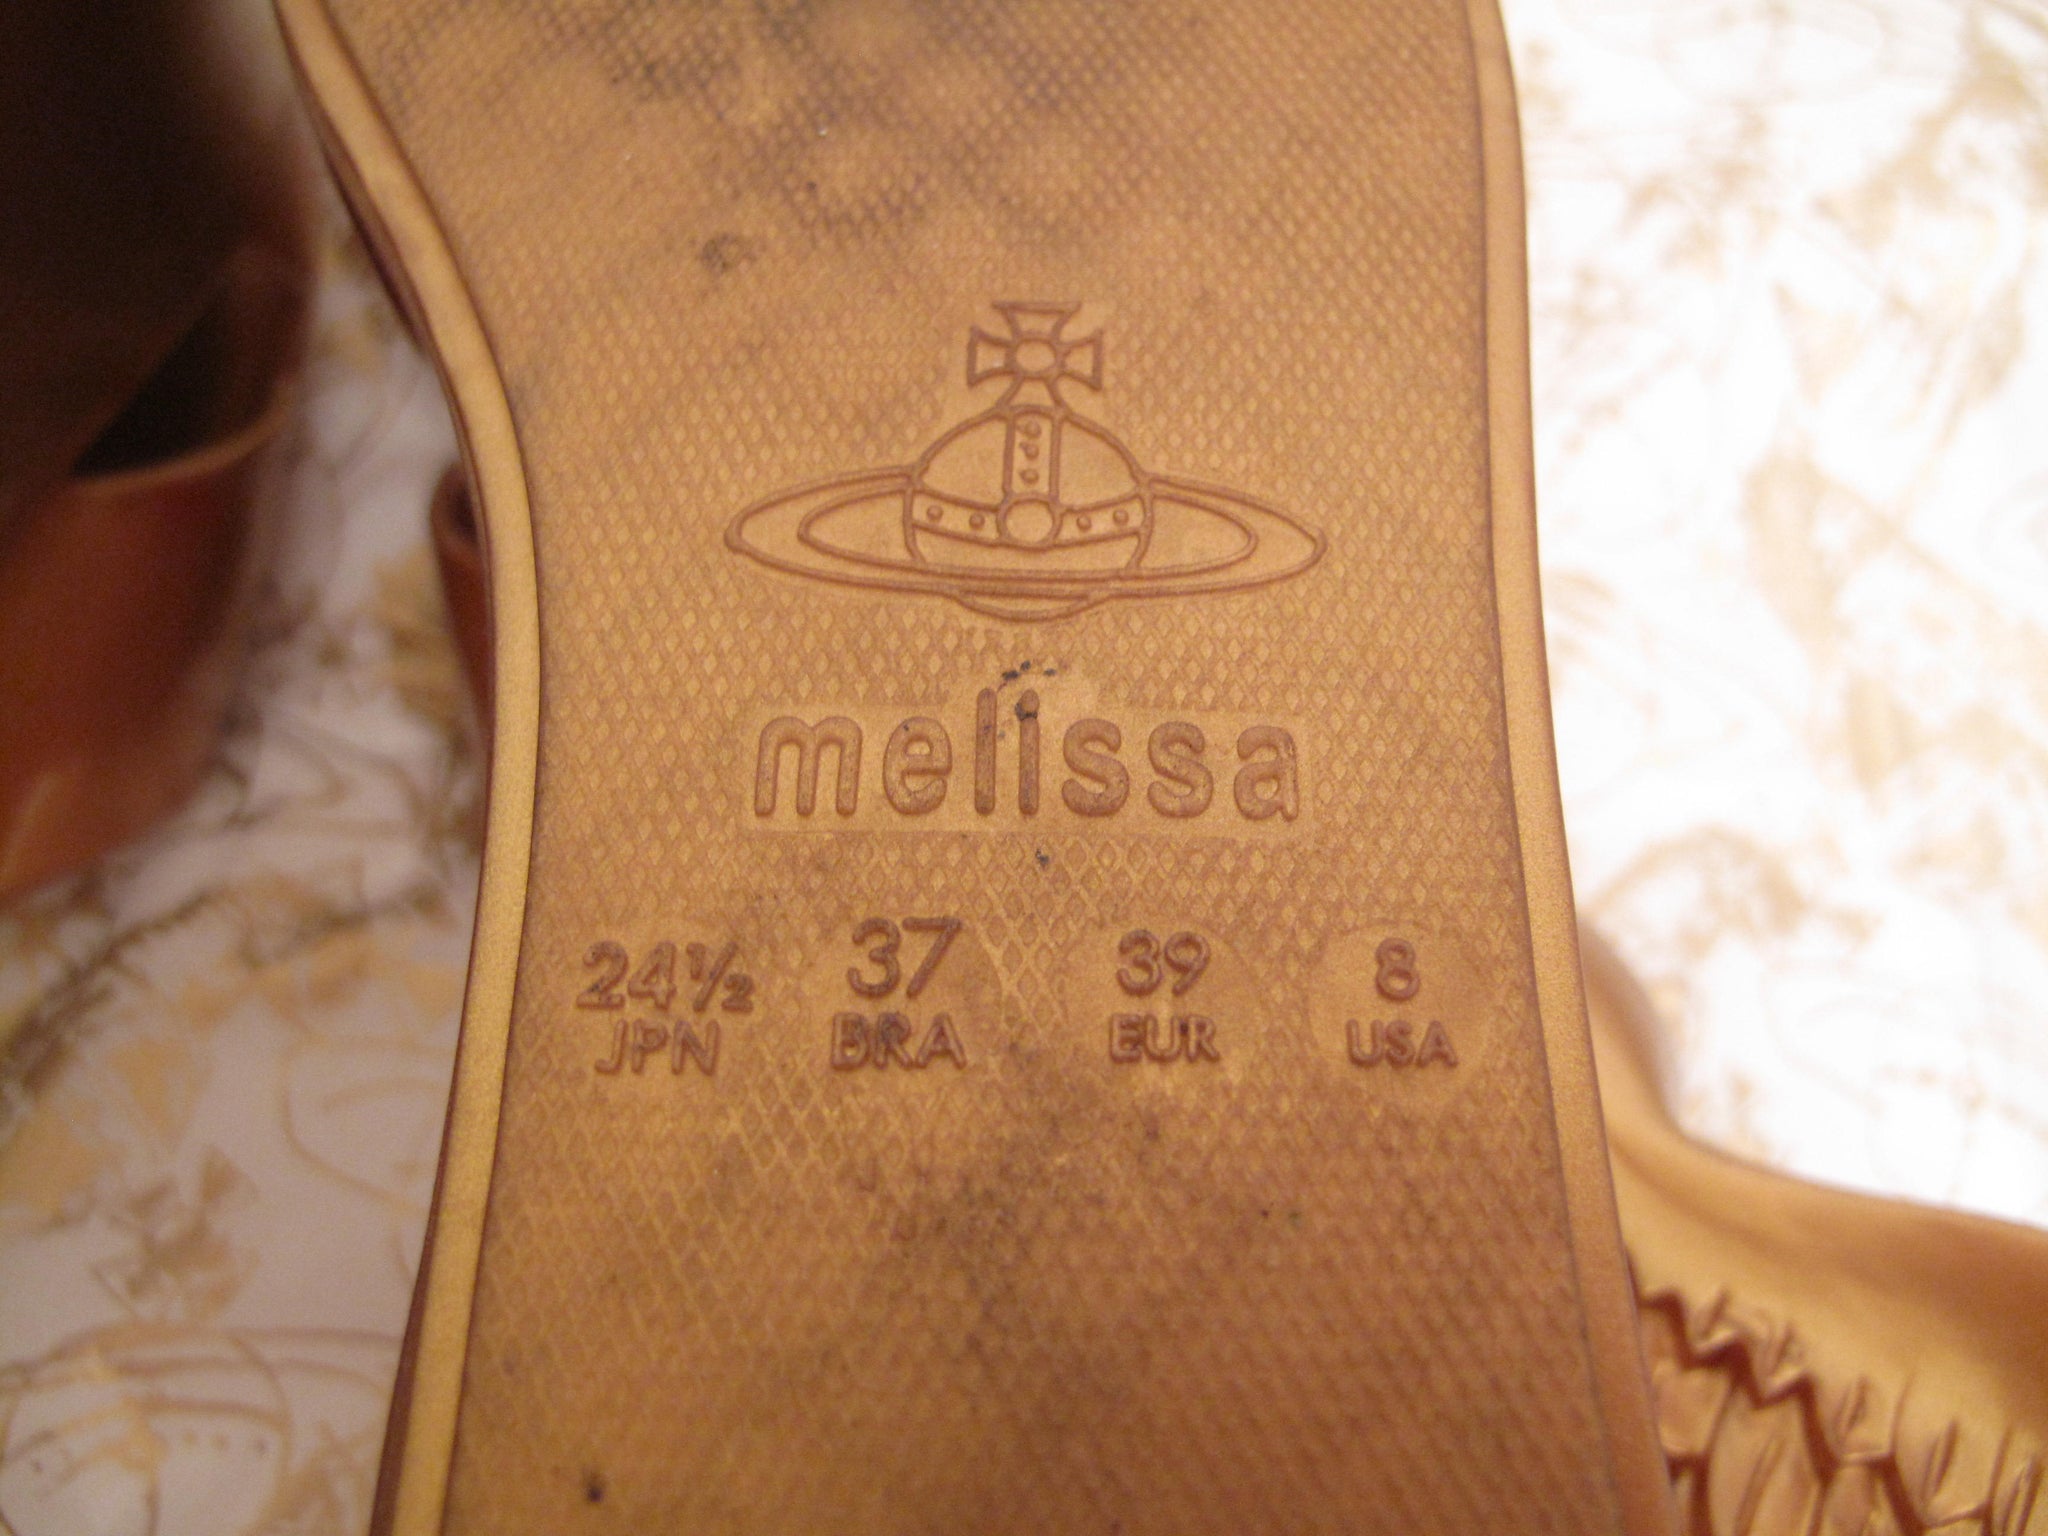 melissa
24½ 37 39 8
JPN BRA EUR USA